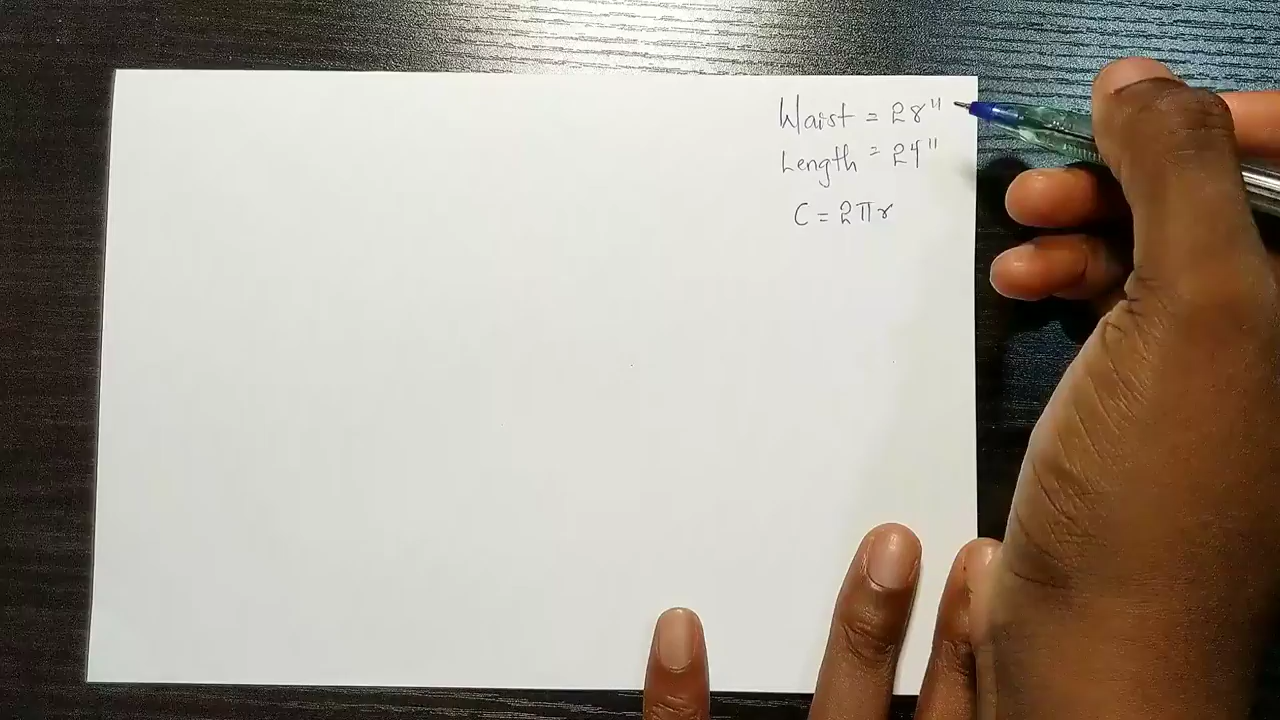 Waist = 28"
Length = 24"
C = 2πr